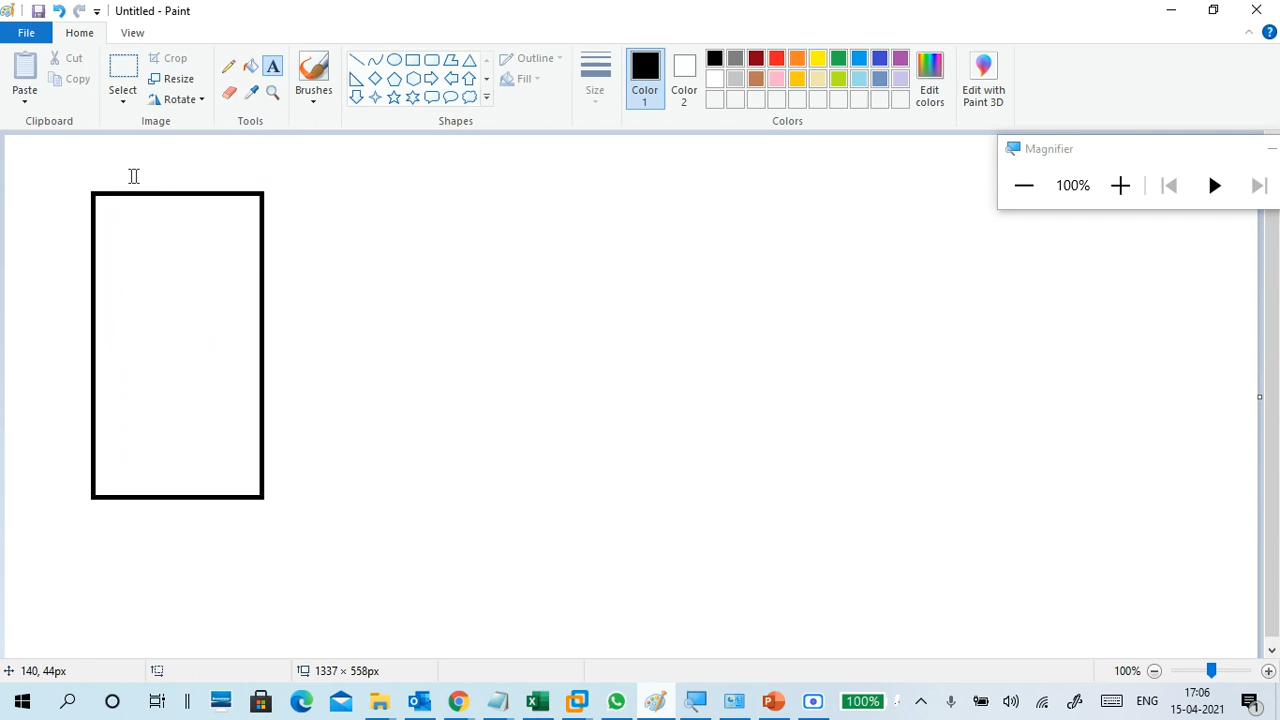 Untitled - Paint
File
Home
View
Paste
Cut
Copy
Clipboard
Select
Crop
Resize
Rotate
Image
A
Tools
Brushes
Shapes
Outline
Fill
Size
Color 1
Color 2
Edit colors
Colors
Edit with Paint 3D
Magnifier
100%
140, 44px
1337 × 558px
100%
100%
ENG
17:06
15-04-2021
1